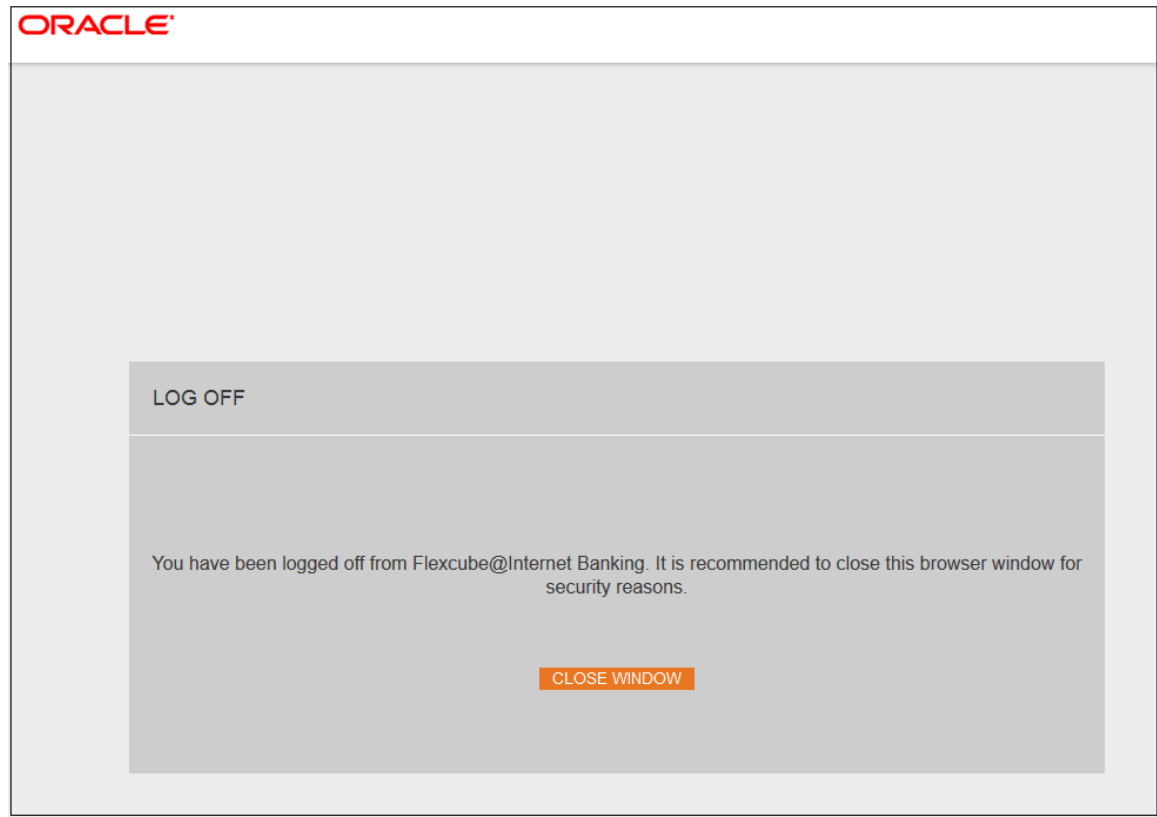 ORACLE
LOG OFF
You have been logged off from Flexcube@Internet Banking. It is recommended to close this browser window for
security reasons.
CLOSE WINDOW